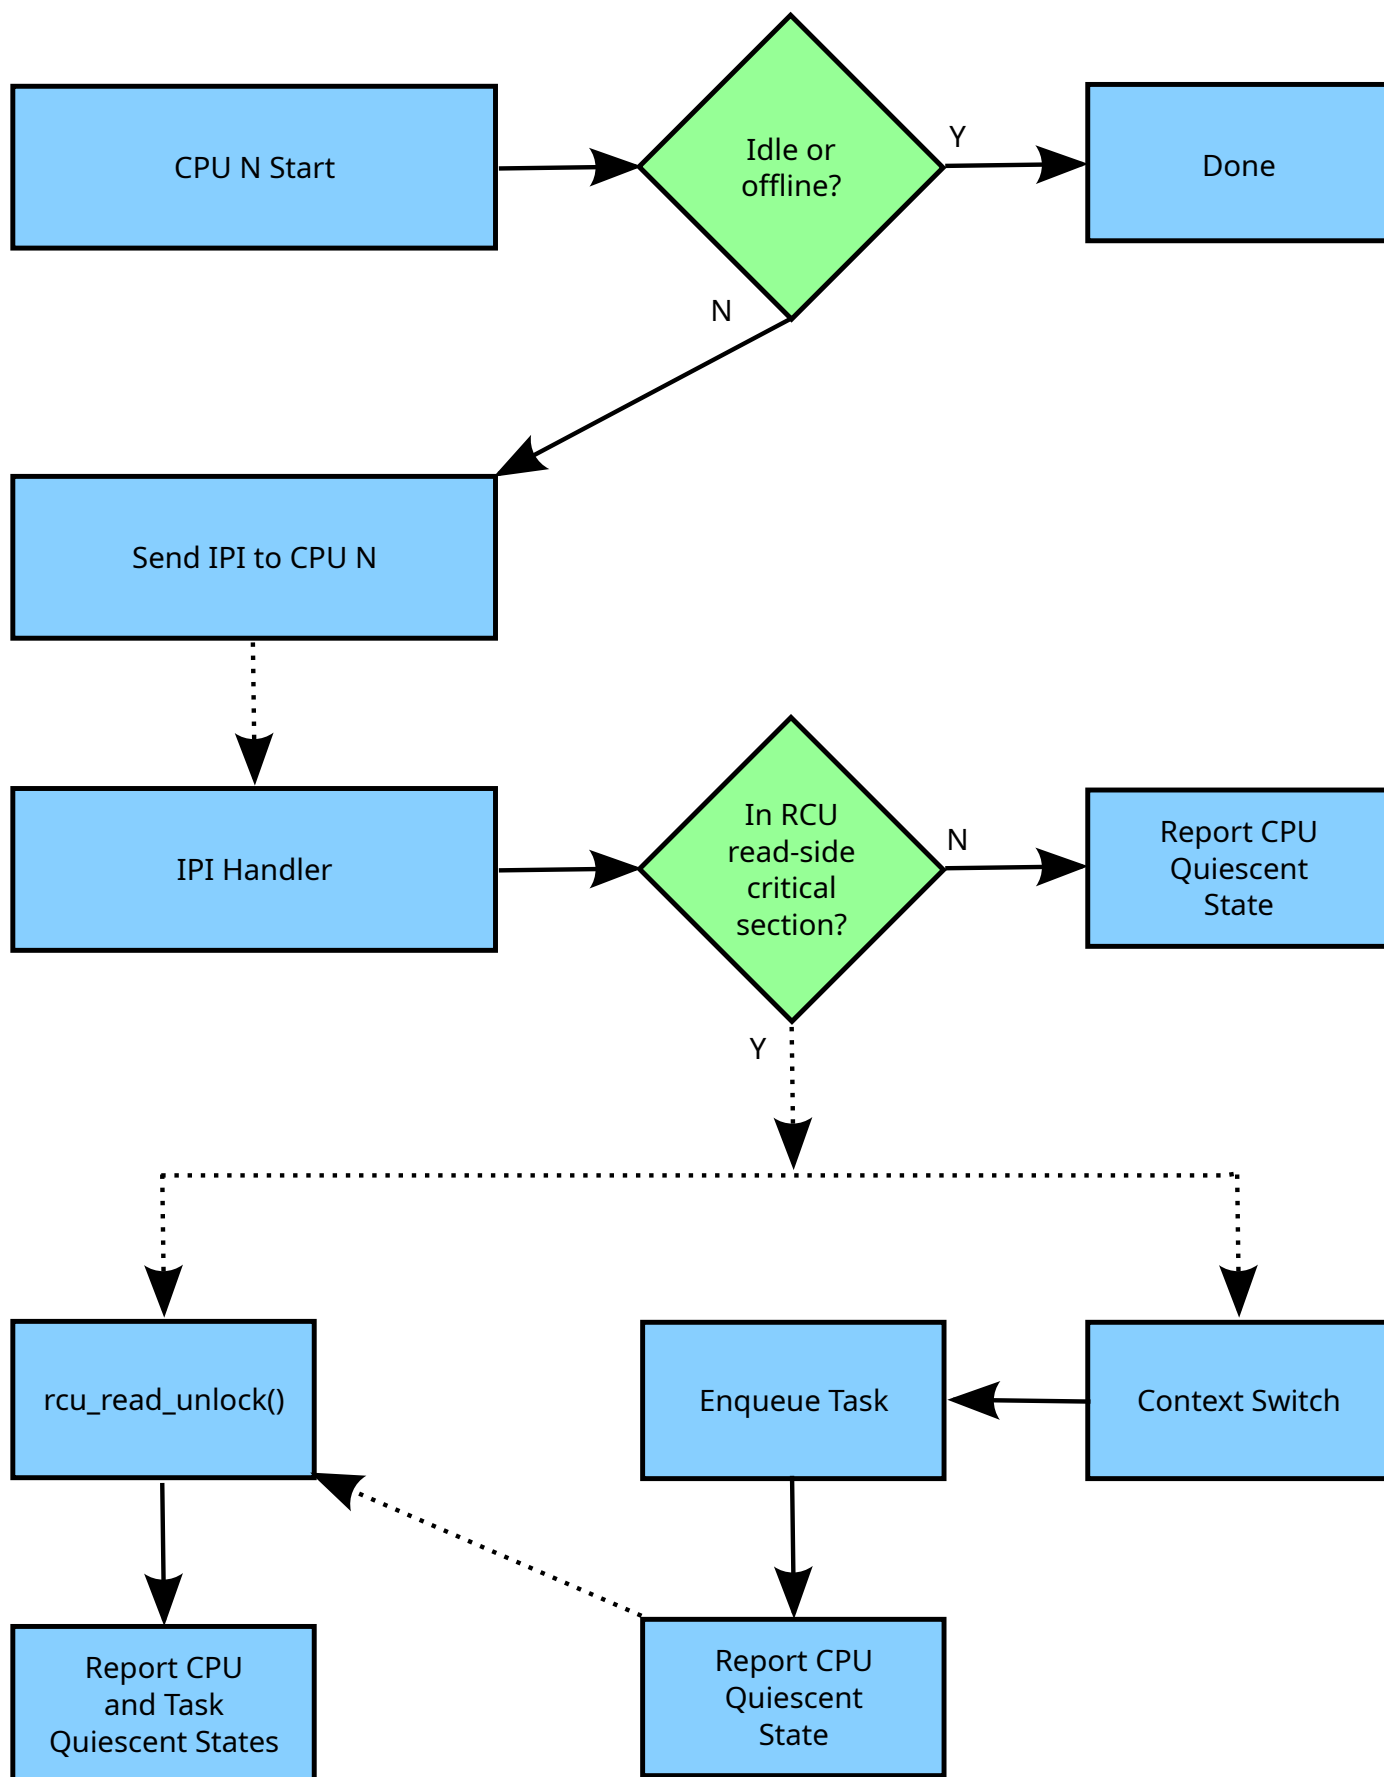 CPU N Start
Idle or
offline?
Y
Done
N
Send IPI to CPU N
IPI Handler
In RCU
read-side
critical
section?
N
Report CPU
Quiescent
State
Y
rcu_read_unlock()
Enqueue Task
Context Switch
Report CPU
and Task
Quiescent States
Report CPU
Quiescent
State